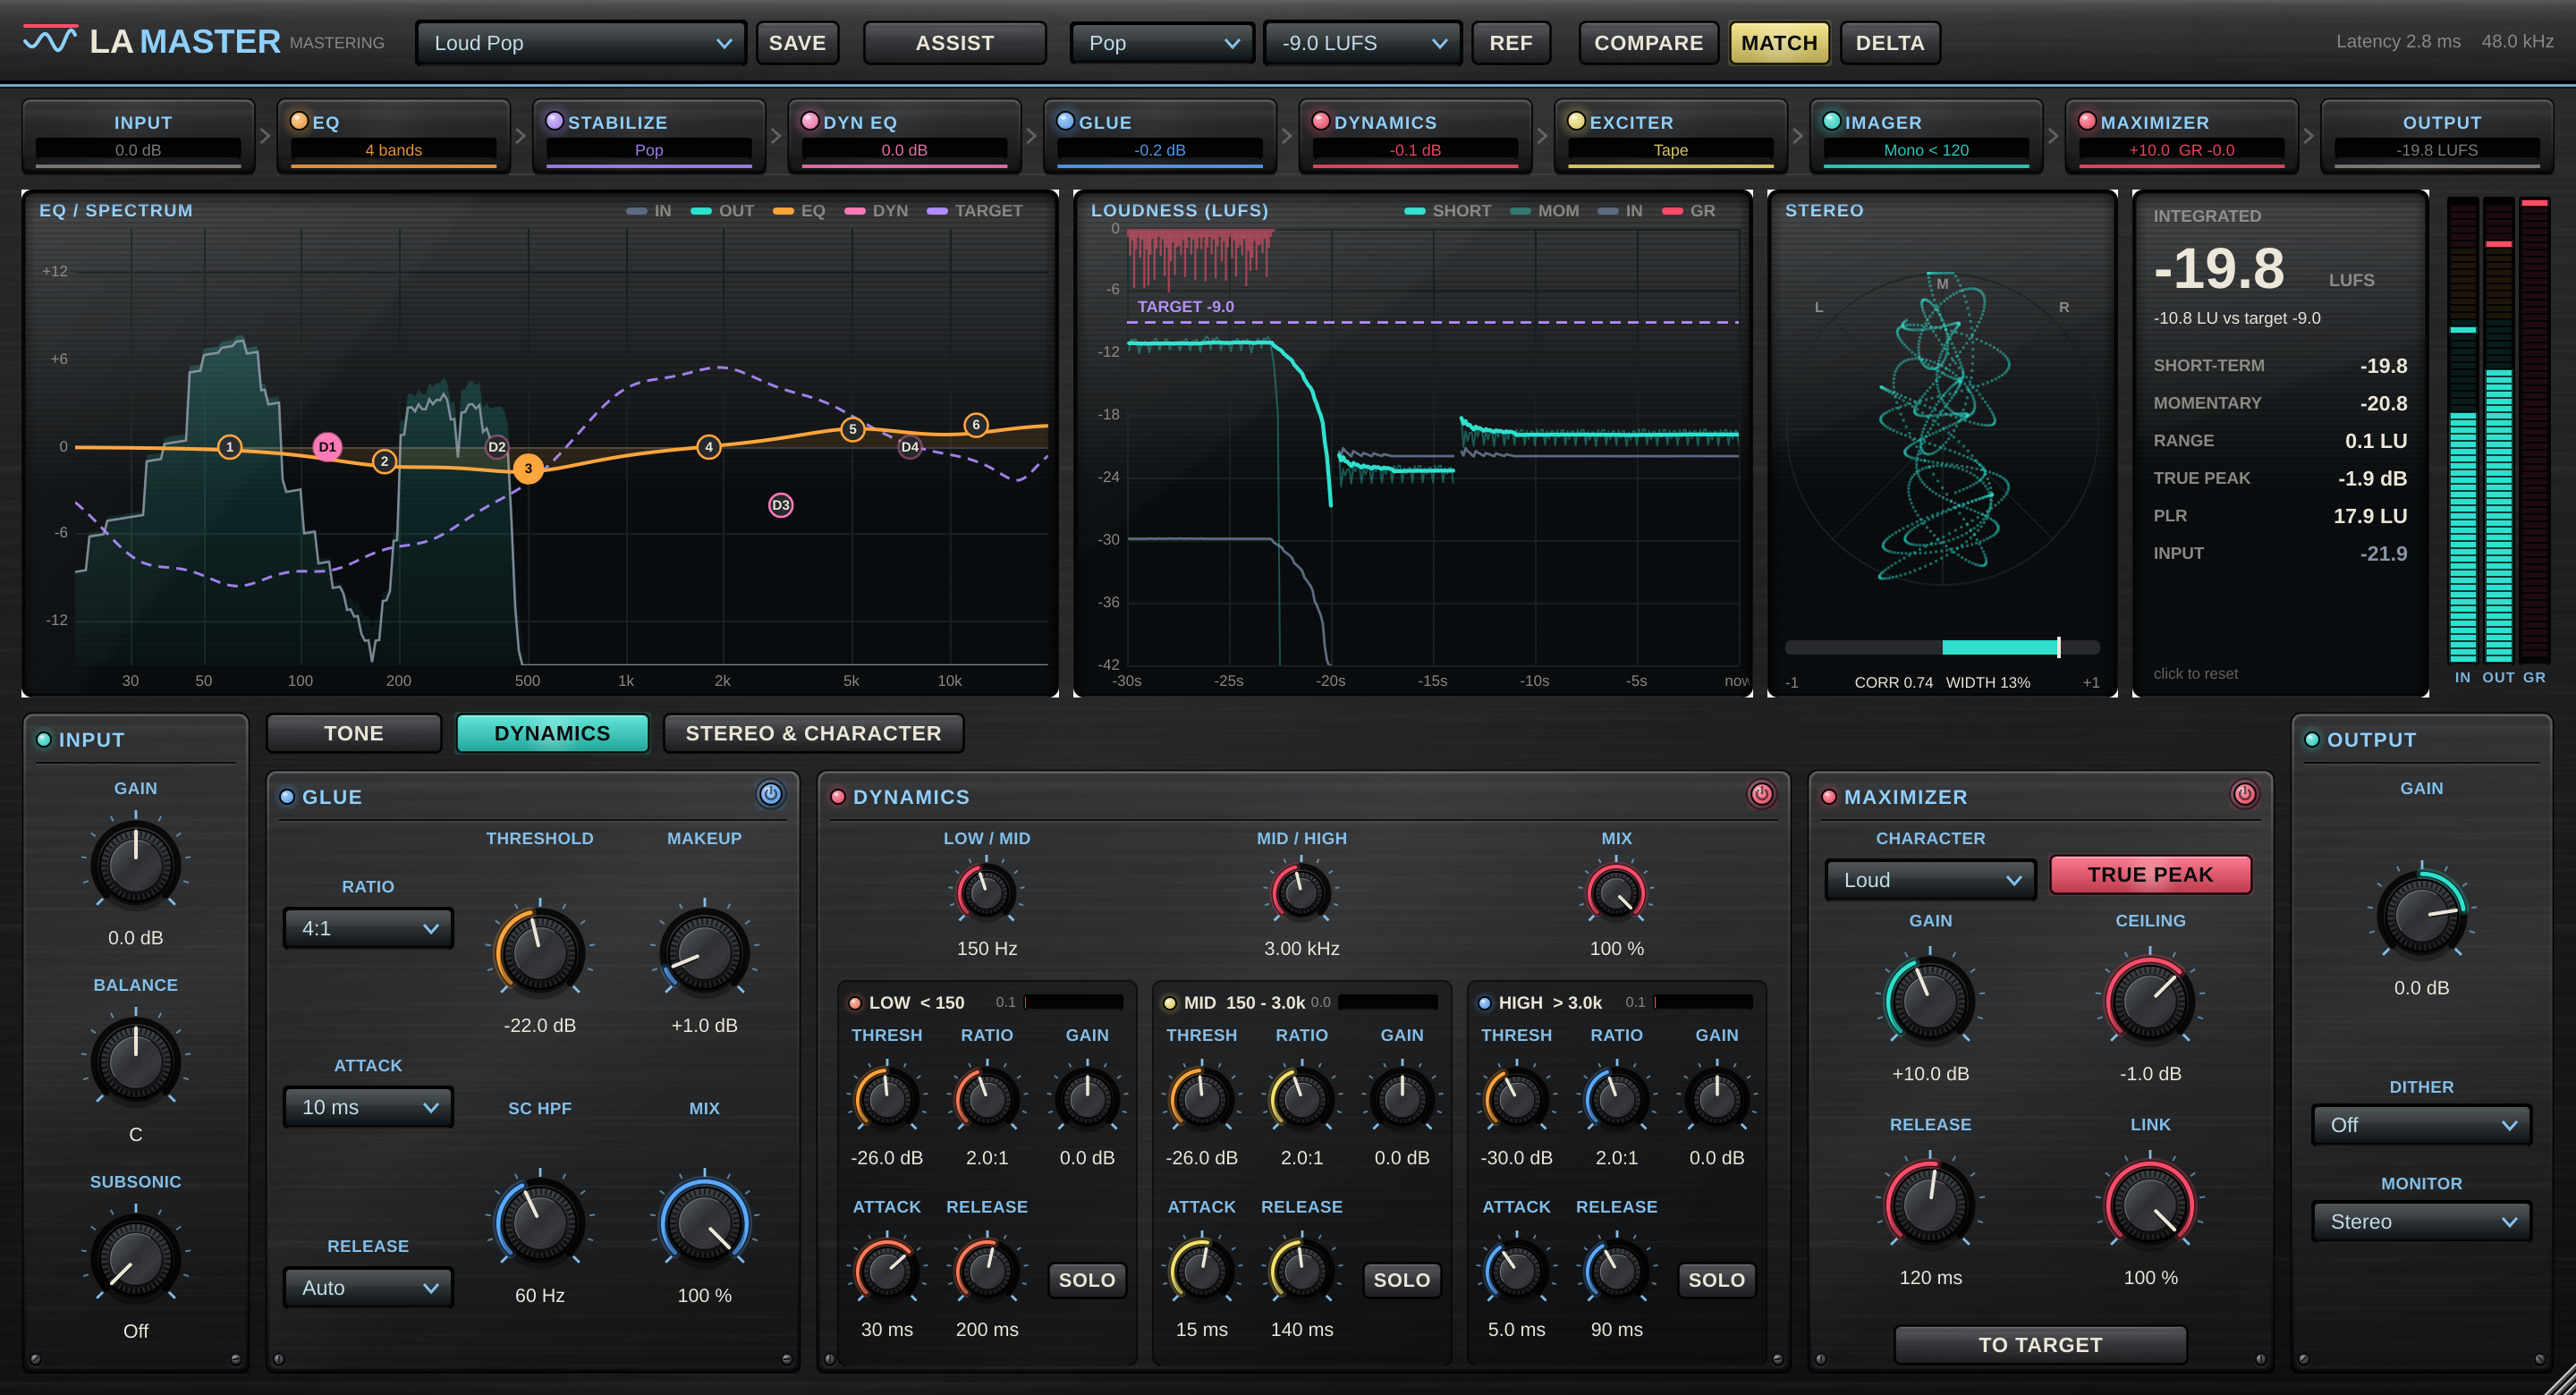 LA MASTER MASTERING
Loud Pop
SAVE
ASSIST
Pop
-9.0 LUFS
REF
COMPARE
MATCH
DELTA
Latency 2.8 ms 48.0 kHz
INPUT
0.0 dB
EQ
4 bands
STABILIZE
Pop
DYN EQ
0.0 dB
GLUE
-0.2 dB
DYNAMICS
-0.1 dB
EXCITER
Tape
IMAGER
Mono < 120
MAXIMIZER
+10.0 GR -0.0
OUTPUT
-19.8 LUFS
EQ / SPECTRUM
IN OUT EQ DYN TARGET
+12
+6
0
-6
-12
1
D1
2
D2
3
4
D3
5
D4
6
30 50 100 200 500 1k 2k 5k 10k
LOUDNESS (LUFS)
SHORT MOM IN GR
0
-6
TARGET -9.0
-12
-18
-24
-30
-36
-42
-30s -25s -20s -15s -10s -5s now
STEREO
L M R
-1 CORR 0.74 WIDTH 13% +1
INTEGRATED
-19.8 LUFS
-10.8 LU vs target -9.0
SHORT-TERM -19.8
MOMENTARY -20.8
RANGE 0.1 LU
TRUE PEAK -1.9 dB
PLR 17.9 LU
INPUT -21.9
click to reset
IN OUT GR
INPUT
GAIN
0.0 dB
BALANCE
C
SUBSONIC
Off
TONE
DYNAMICS
STEREO & CHARACTER
GLUE
THRESHOLD
-22.0 dB
MAKEUP
+1.0 dB
RATIO
4:1
ATTACK
10 ms
SC HPF
60 Hz
MIX
100 %
RELEASE
Auto
DYNAMICS
LOW / MID
150 Hz
MID / HIGH
3.00 kHz
MIX
100 %
LOW < 150 0.1
THRESH RATIO GAIN
-26.0 dB 2.0:1 0.0 dB
ATTACK RELEASE
SOLO
30 ms 200 ms
MID 150 - 3.0k 0.0
THRESH RATIO GAIN
-26.0 dB 2.0:1 0.0 dB
ATTACK RELEASE
SOLO
15 ms 140 ms
HIGH > 3.0k 0.1
THRESH RATIO GAIN
-30.0 dB 2.0:1 0.0 dB
ATTACK RELEASE
SOLO
5.0 ms 90 ms
MAXIMIZER
CHARACTER
Loud
TRUE PEAK
GAIN
+10.0 dB
CEILING
-1.0 dB
RELEASE
120 ms
LINK
100 %
TO TARGET
OUTPUT
GAIN
0.0 dB
DITHER
Off
MONITOR
Stereo